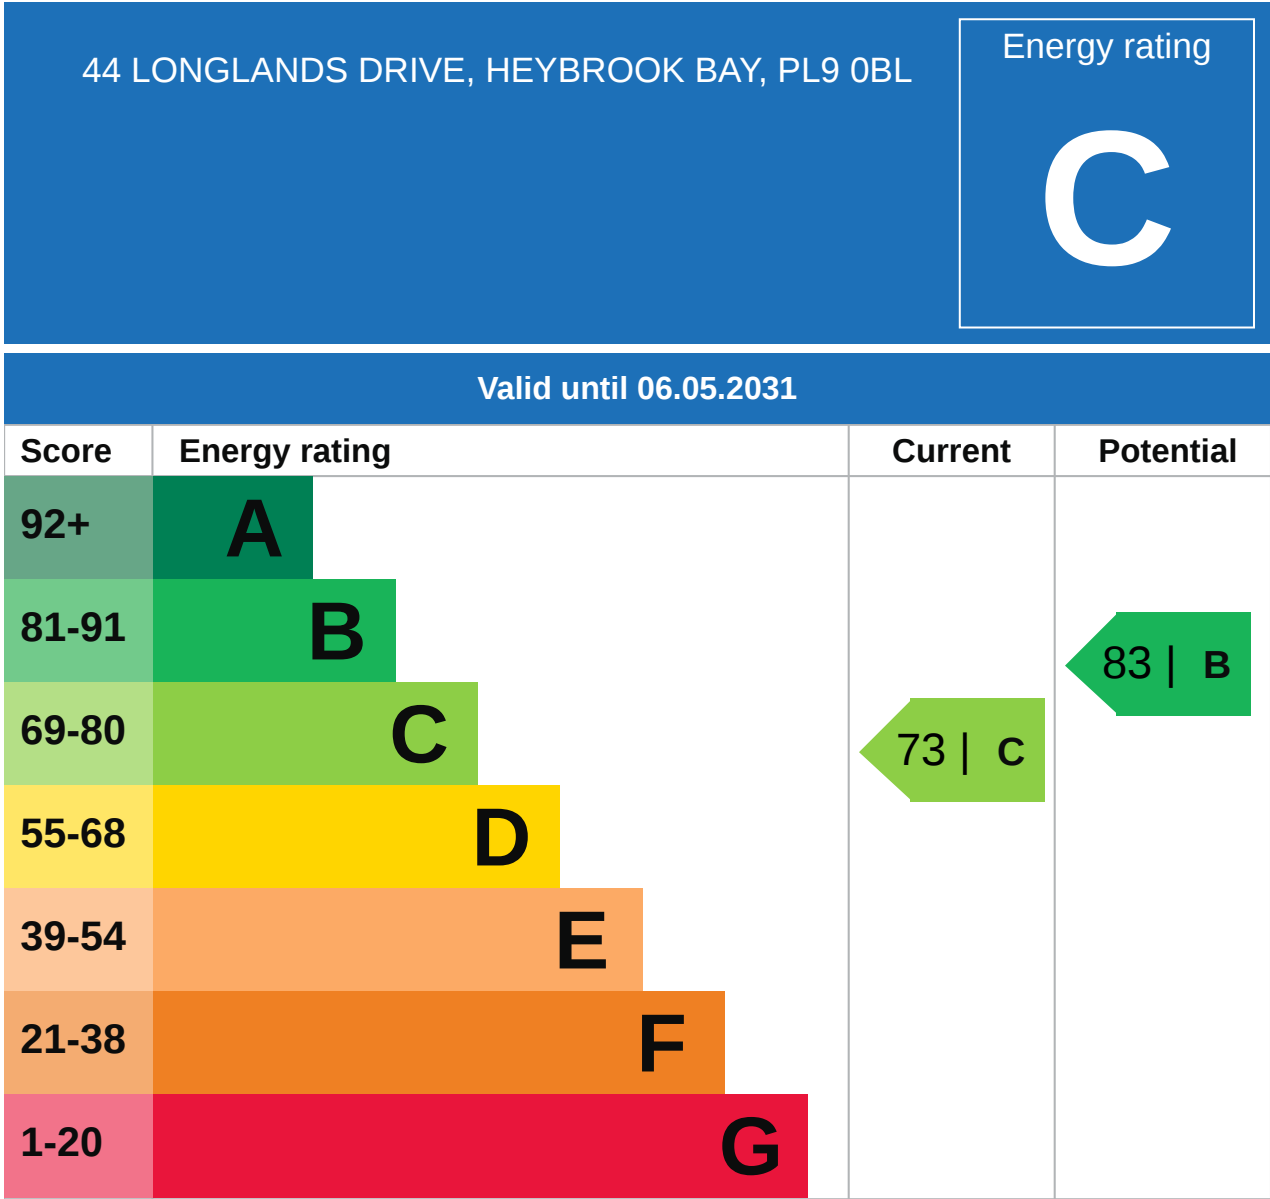 44 LONGLANDS DRIVE, HEYBROOK BAY, PL9 0BL
Energy rating
C
Valid until 06.05.2031
Score Energy rating Current Potential
92+ A
81-91 B
83 | B
69-80 C
73 | C
55-68 D
39-54 E
21-38 F
1-20 G